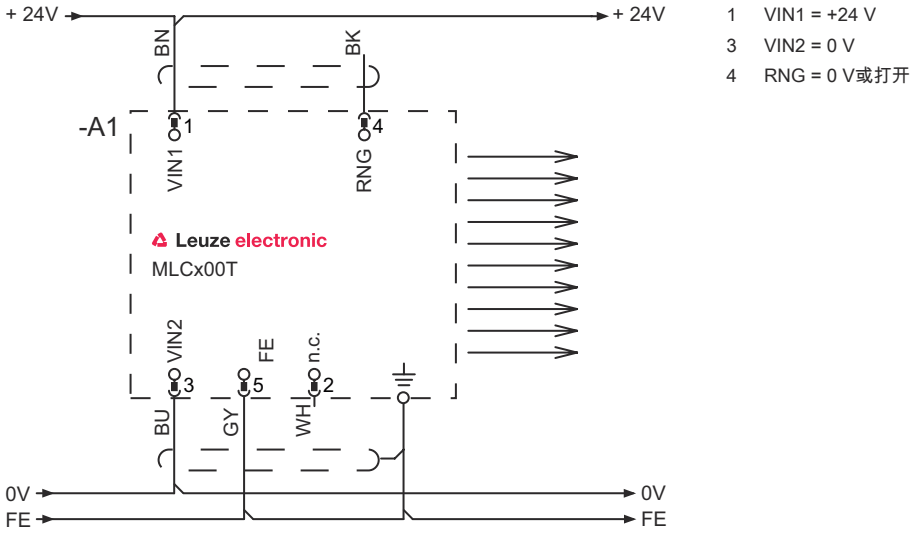 + 24V
+ 24V
1 VIN1 = +24 V
3 VIN2 = 0 V
4 RNG = 0 V或打开
BN
BK
-A1
1
4
VIN1
RNG
Leuze electronic
MLCx00T
VIN2
FE
n.c.
3
5
2
BU
GY
WH
0V
0V
FE
FE